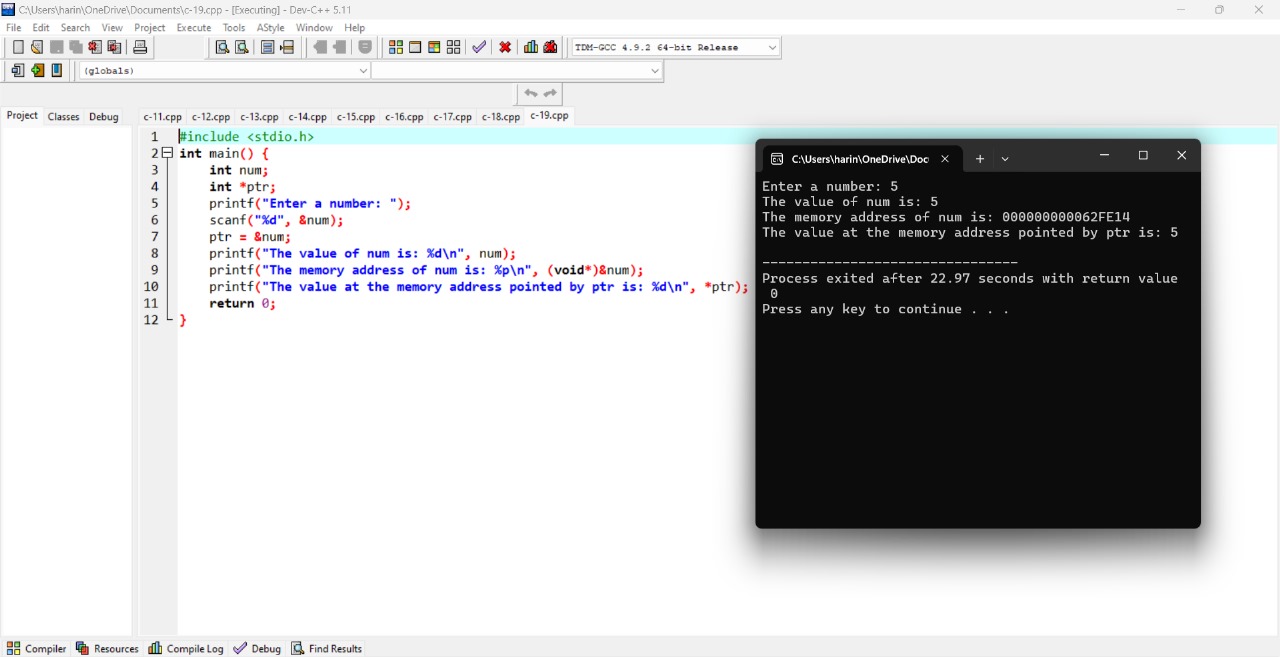 C:\Users\harin\OneDrive\Documents\c-19.cpp - [Executing] - Dev-C++ 5.11
File Edit Search View Project Execute Tools AStyle Window Help
TDM-GCC 4.9.2 64-bit Release
(globals)
Project Classes Debug
c-11.cpp c-12.cpp c-13.cpp c-14.cpp c-15.cpp c-16.cpp c-17.cpp c-18.cpp c-19.cpp
1 #include <stdio.h>
2 int main() {
3 int num;
4 int *ptr;
5 printf("Enter a number: ");
6 scanf("%d", &num);
7 ptr = &num;
8 printf("The value of num is: %d\n", num);
9 printf("The memory address of num is: %p\n", (void*)&num);
10 printf("The value at the memory address pointed by ptr is: %d\n", *ptr);
11 return 0;
12 }
C:\Users\harin\OneDrive\Doc
Enter a number: 5
The value of num is: 5
The memory address of num is: 000000000062FE14
The value at the memory address pointed by ptr is: 5
--------------------------------
Process exited after 22.97 seconds with return value
0
Press any key to continue . . .
Compiler Resources Compile Log Debug Find Results